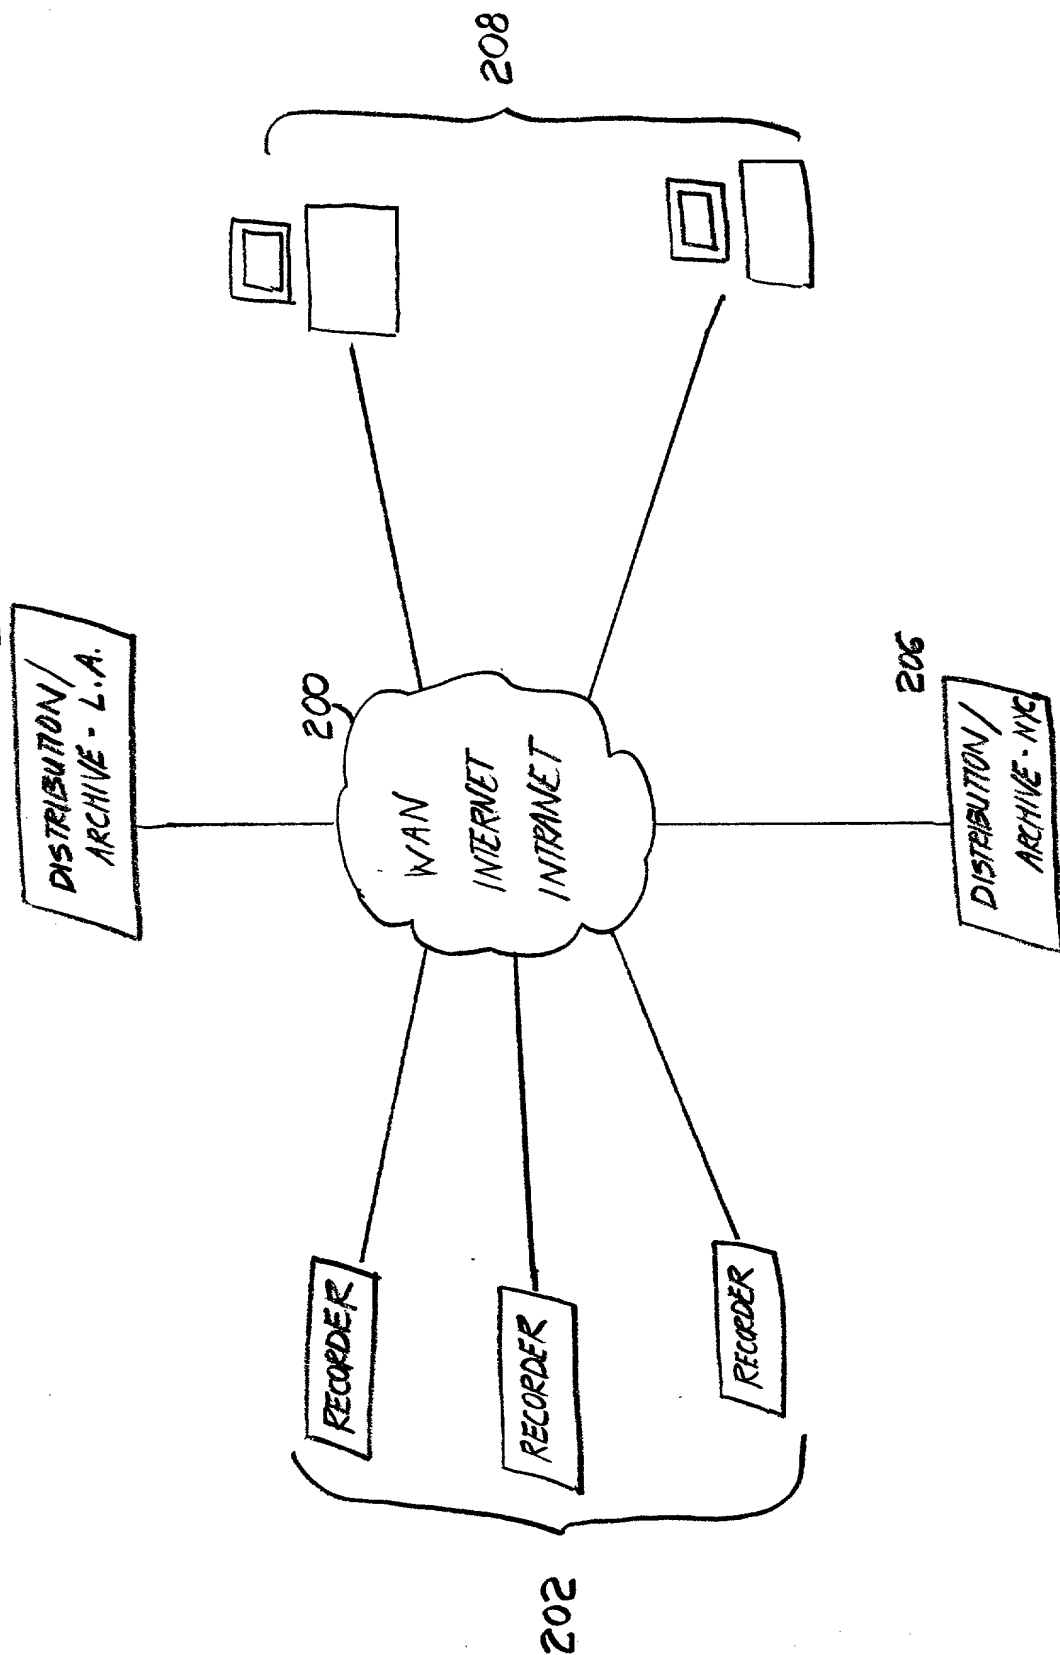 DISTRIBUTION/
ARCHIVE - L.A.
200
WAN
INTERNET
INTRANET
RECORDER
RECORDER
RECORDER
202
208
206
DISTRIBUTION/
ARCHIVE - NYC